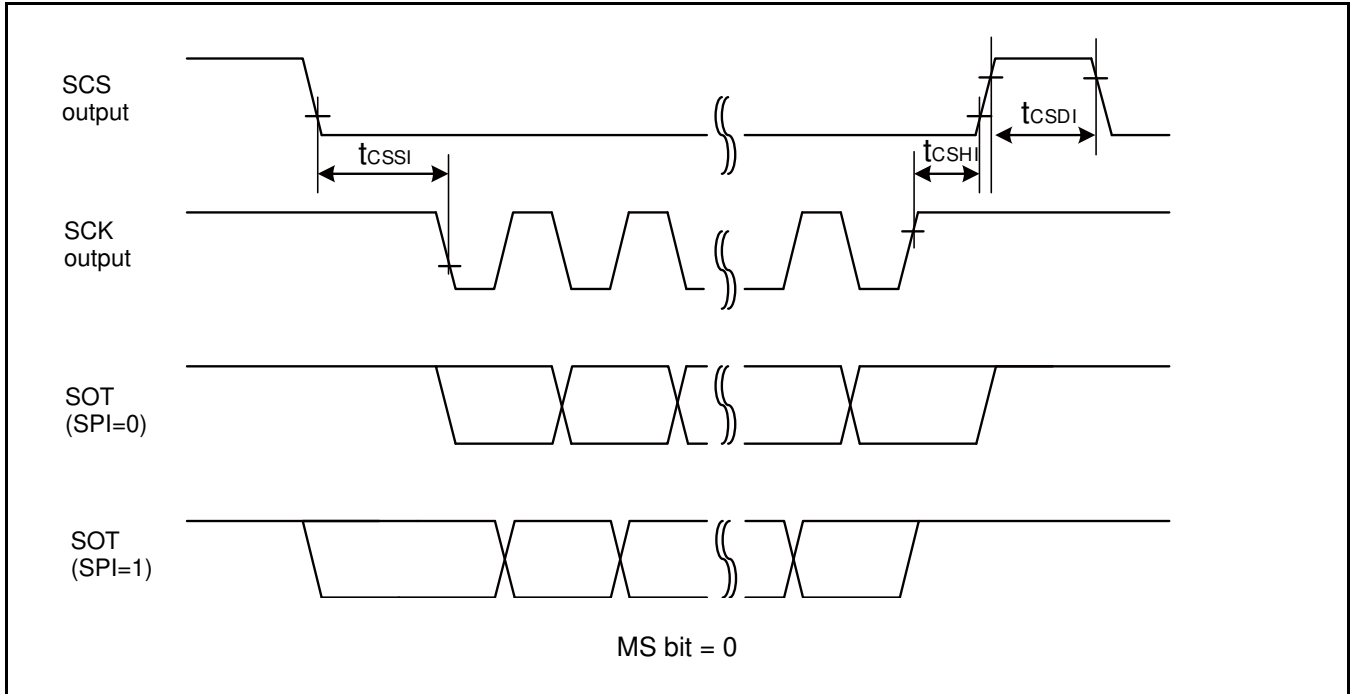 SCS
output
tCSSI
tCSHI
tCSDI
SCK
output
SOT
(SPI=0)
SOT
(SPI=1)
MS bit = 0